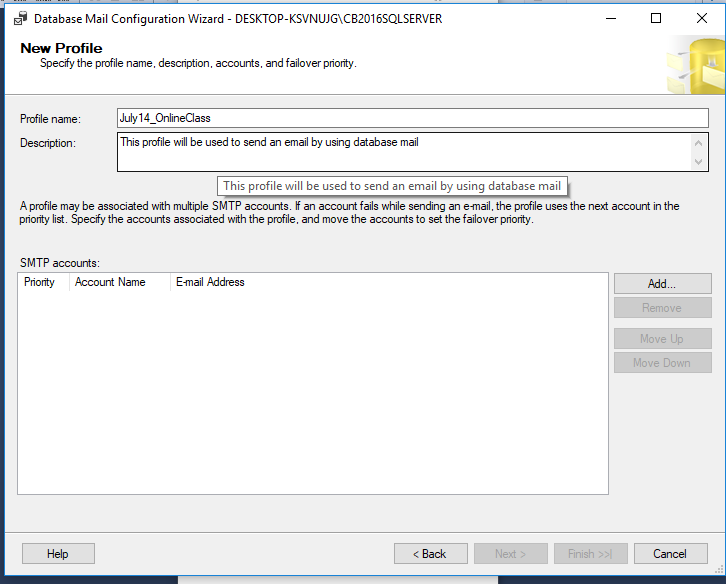 Database Mail Configuration Wizard - DESKTOP-KSVNUJG\CB2016SQLSERVER
New Profile
Specify the profile name, description, accounts, and failover priority.
Profile name: July14_OnlineClass
Description: This profile will be used to send an email by using database mail
This profile will be used to send an email by using database mail
A profile may be associated with multiple SMTP accounts. If an account fails while sending an e-mail, the profile uses the next account in the
priority list. Specify the accounts associated with the profile, and move the accounts to set the failover priority.
SMTP accounts:
Priority Account Name E-mail Address
Add...
Remove
Move Up
Move Down
Help < Back Next > Finish >>| Cancel